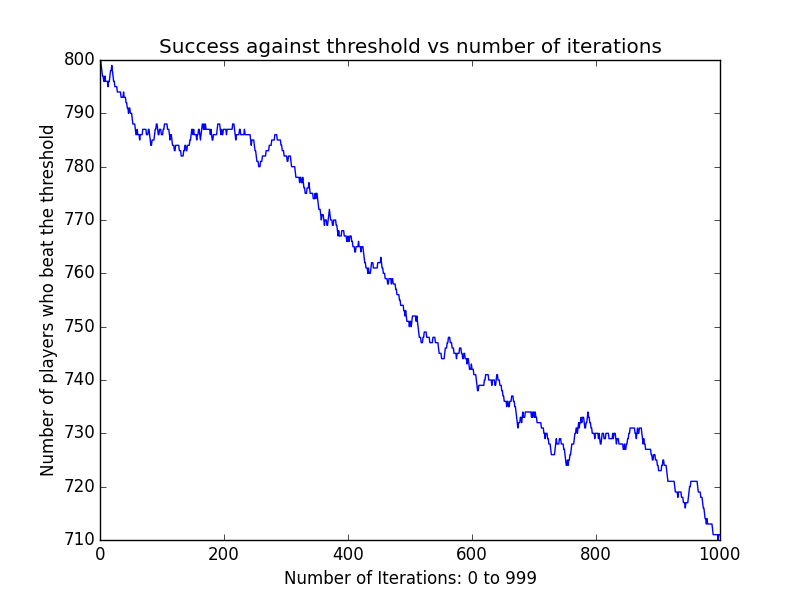 Success against threshold vs number of iterations
800
790
780
770
760
750
740
730
720
710
Number of players who beat the threshold
0 200 400 600 800 1000
Number of Iterations: 0 to 999